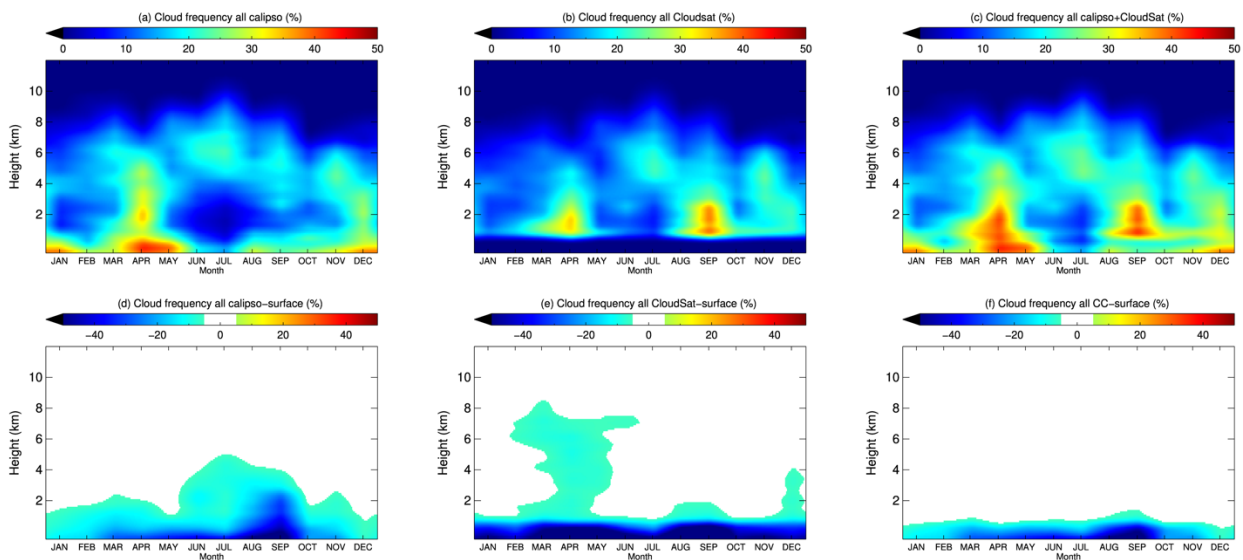 (a) Cloud frequency all calipso (%)
0 10 20 30 40 50
Height (km)
10
8
6
4
2
JAN FEB MAR APR MAY JUN JUL AUG SEP OCT NOV DEC
Month
(b) Cloud frequency all Cloudsat (%)
0 10 20 30 40 50
Height (km)
10
8
6
4
2
JAN FEB MAR APR MAY JUN JUL AUG SEP OCT NOV DEC
Month
(c) Cloud frequency all calipso+CloudSat (%)
0 10 20 30 40 50
Height (km)
10
8
6
4
2
JAN FEB MAR APR MAY JUN JUL AUG SEP OCT NOV DEC
Month
(d) Cloud frequency all calipso-surface (%)
−40 −20 0 20 40
Height (km)
10
8
6
4
2
JAN FEB MAR APR MAY JUN JUL AUG SEP OCT NOV DEC
Month
(e) Cloud frequency all CloudSat-surface (%)
−40 −20 0 20 40
Height (km)
10
8
6
4
2
JAN FEB MAR APR MAY JUN JUL AUG SEP OCT NOV DEC
Month
(f) Cloud frequency all CC-surface (%)
−40 −20 0 20 40
Height (km)
10
8
6
4
2
JAN FEB MAR APR MAY JUN JUL AUG SEP OCT NOV DEC
Month